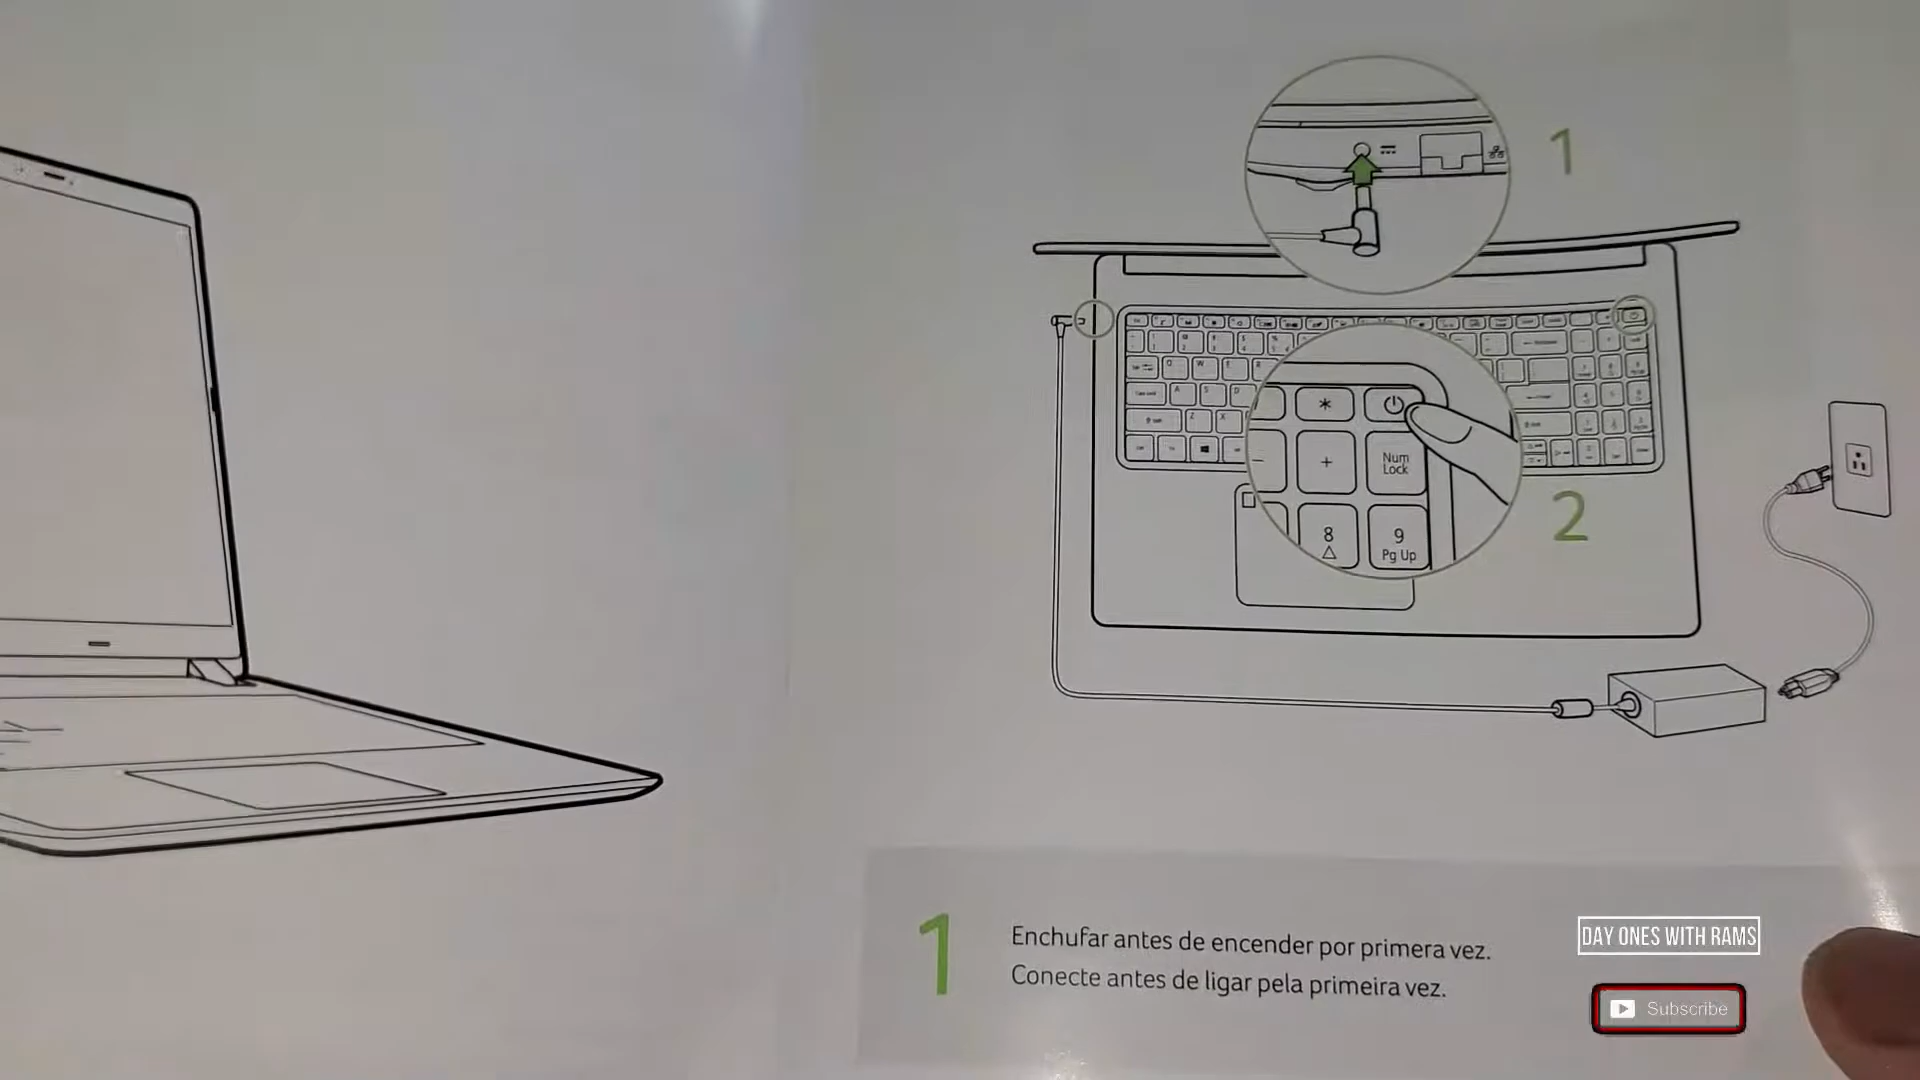 1
2
*
+
Num
Lock
8
9
Pg Up
1
Enchufar antes de encender por primera vez.
Conecte antes de ligar pela primeira vez.
DAY ONES WITH RAMS
Subscribe